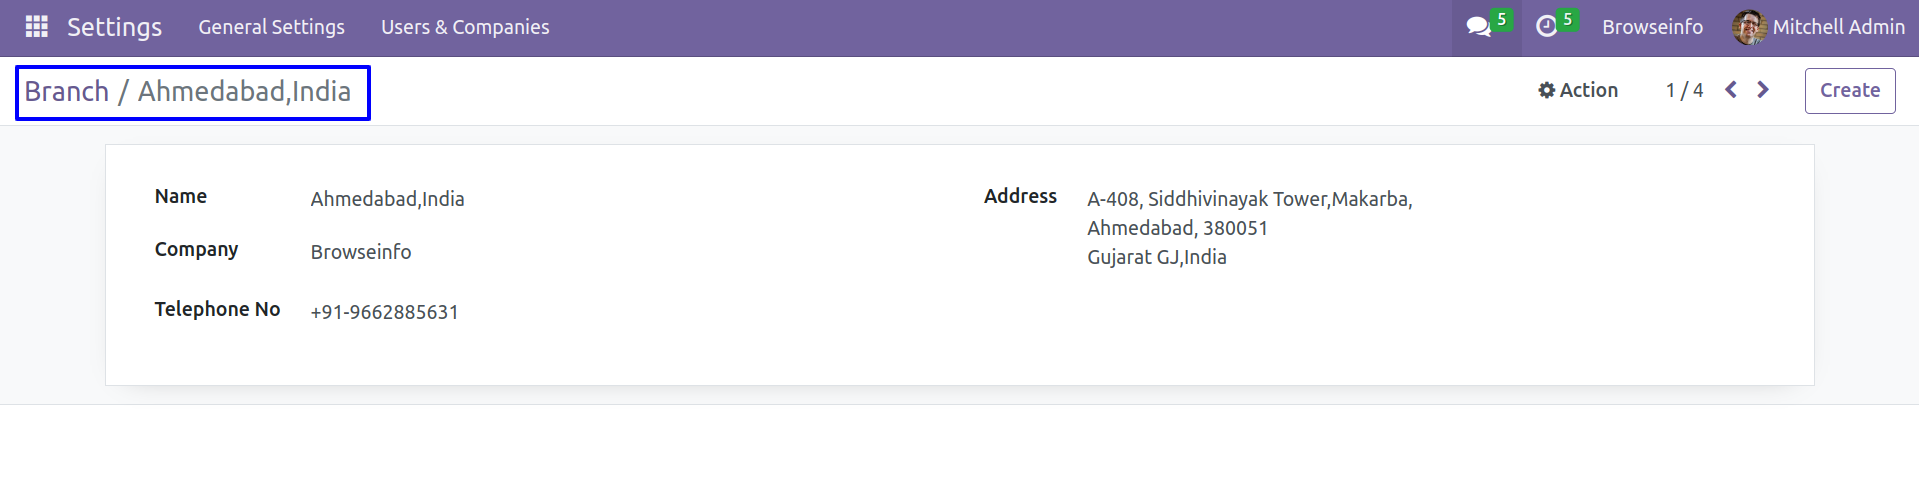 Settings General Settings Users & Companies 5 5 Browseinfo Mitchell Admin
Branch / Ahmedabad,India Action 1 / 4 Create
Name Ahmedabad,India Address A-408, Siddhivinayak Tower,Makarba,
Ahmedabad, 380051
Company Browseinfo Gujarat GJ,India
Telephone No +91-9662885631